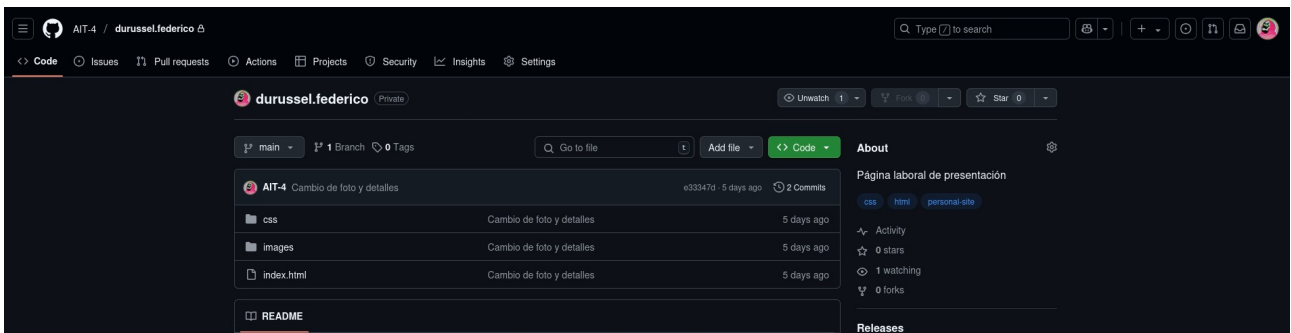 AIT-4 / durussel.federico
Type / to search
Code Issues Pull requests Actions Projects Security Insights Settings
durussel.federico Private
Unwatch 1 Fork 0 Star 0
main 1 Branch 0 Tags
Go to file t Add file Code
About
AIT-4 Cambio de foto y detalles e33347d · 5 days ago 2 Commits
css Cambio de foto y detalles 5 days ago
images Cambio de foto y detalles 5 days ago
index.html Cambio de foto y detalles 5 days ago
README
Página laboral de presentación
css html personal-site
Activity
0 stars
1 watching
0 forks
Releases